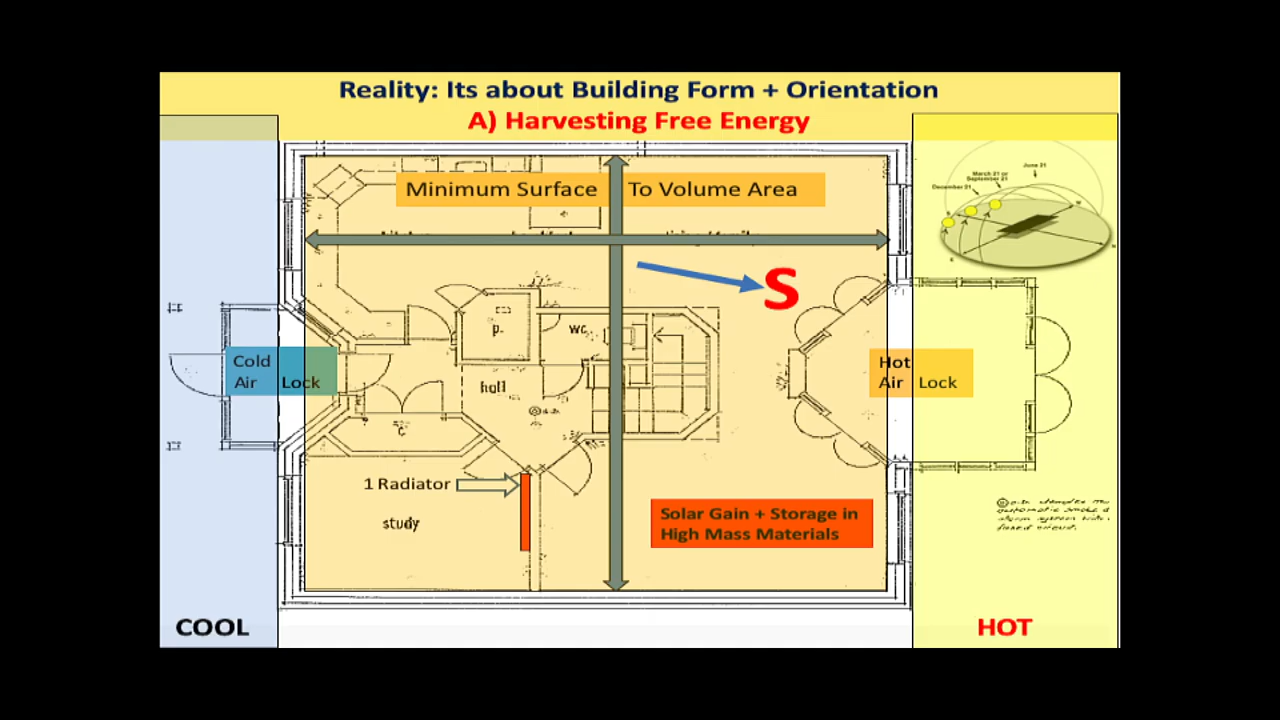 Reality: Its about Building Form + Orientation
A) Harvesting Free Energy
June 21
March 21 or
September 21
December 21
Minimum Surface To Volume Area
S
p.
wc
Cold
Air Lock
Hot
Air Lock
hall
c
1 Radiator
study
Solar Gain + Storage in
High Mass Materials
COOL
HOT